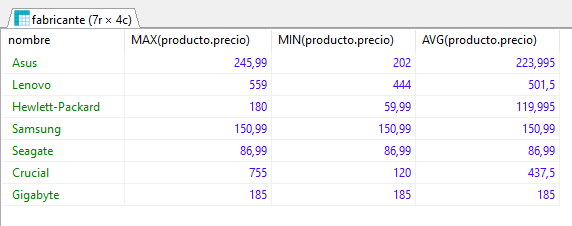 fabricante (7r × 4c)
nombre MAX(producto.precio) MIN(producto.precio) AVG(producto.precio)
Asus 245,99 202 223,995
Lenovo 559 444 501,5
Hewlett-Packard 180 59,99 119,995
Samsung 150,99 150,99 150,99
Seagate 86,99 86,99 86,99
Crucial 755 120 437,5
Gigabyte 185 185 185